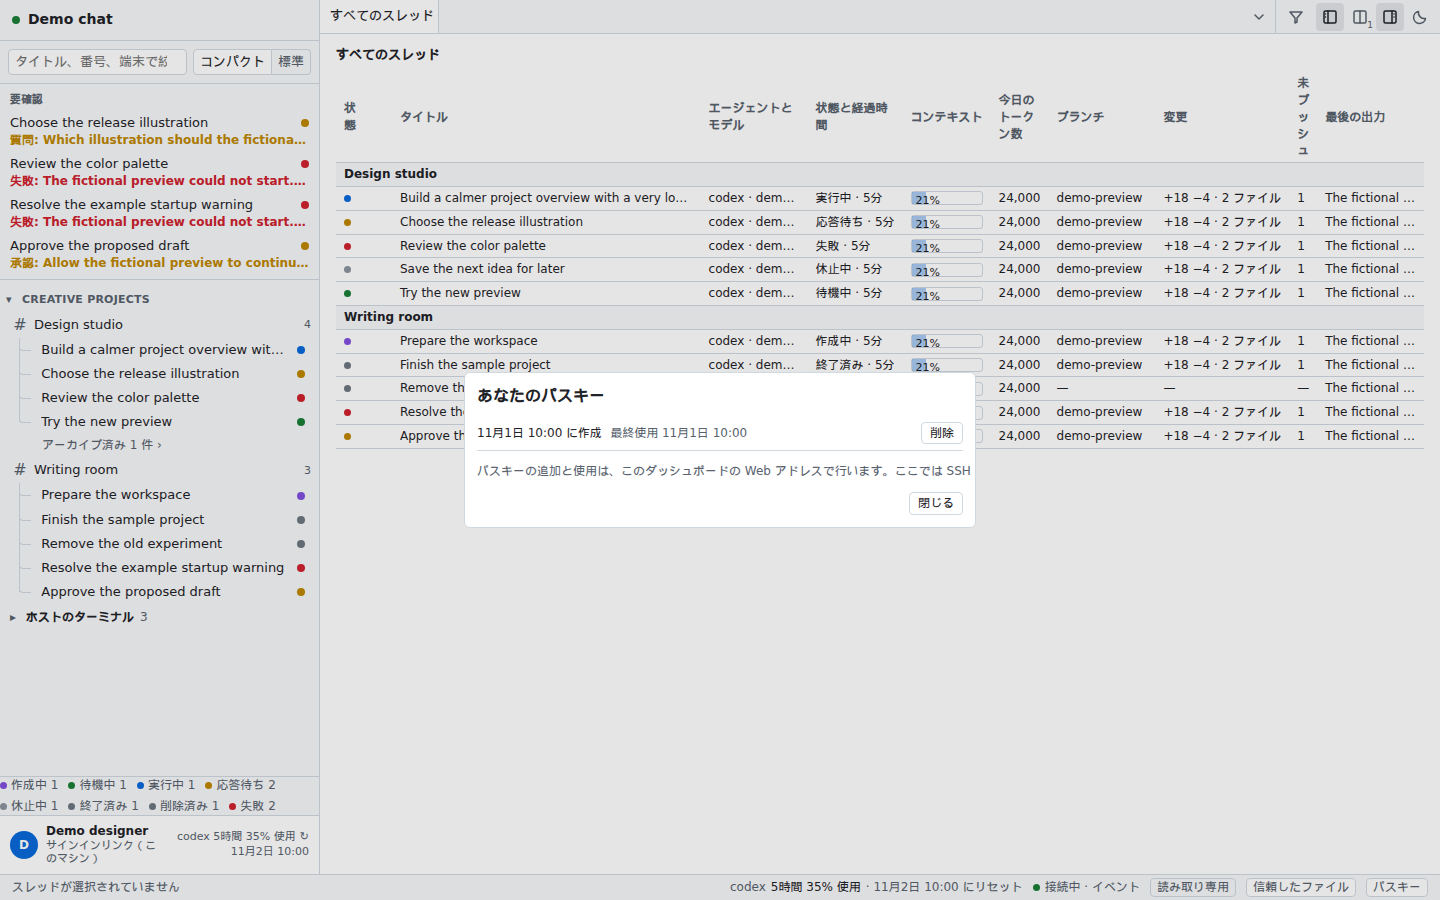 Demo chat
タイトル、番号、端末で絞
コンパクト 標準
要確認
Choose the release illustration
質問: Which illustration should the fictiona…
Review the color palette
失敗: The fictional preview could not start.…
Resolve the example startup warning
失敗: The fictional preview could not start.…
Approve the proposed draft
承認: Allow the fictional preview to continu…
CREATIVE PROJECTS
# Design studio 4
Build a calmer project overview wit…
Choose the release illustration
Review the color palette
Try the new preview
アーカイブ済み 1 件 ›
# Writing room 3
Prepare the workspace
Finish the sample project
Remove the old experiment
Resolve the example startup warning
Approve the proposed draft
ホストのターミナル 3
作成中 1 待機中 1 実行中 1 応答待ち 2
休止中 1 終了済み 1 削除済み 1 失敗 2
D
Demo designer
サインインリンク（このマシン）
codex 5時間 35% 使用 ↻
11月2日 10:00
すべてのスレッド
1
すべてのスレッド
状態 タイトル エージェントとモデル 状態と経過時間 コンテキスト 今日のトークン数 ブランチ 変更 未プッシュ 最後の出力
Design studio
Build a calmer project overview with a very lo… codex · dem… 実行中 · 5分 21% 24,000 demo-preview +18 −4 · 2 ファイル 1 The fictional …
Choose the release illustration codex · dem… 応答待ち · 5分 21% 24,000 demo-preview +18 −4 · 2 ファイル 1 The fictional …
Review the color palette codex · dem… 失敗 · 5分 21% 24,000 demo-preview +18 −4 · 2 ファイル 1 The fictional …
Save the next idea for later codex · dem… 休止中 · 5分 21% 24,000 demo-preview +18 −4 · 2 ファイル 1 The fictional …
Try the new preview codex · dem… 待機中 · 5分 21% 24,000 demo-preview +18 −4 · 2 ファイル 1 The fictional …
Writing room
Prepare the workspace codex · dem… 作成中 · 5分 21% 24,000 demo-preview +18 −4 · 2 ファイル 1 The fictional …
Finish the sample project codex · dem… 終了済み · 5分 21% 24,000 demo-preview +18 −4 · 2 ファイル 1 The fictional …
Remove th 24,000 — — — The fictional …
Resolve the 24,000 demo-preview +18 −4 · 2 ファイル 1 The fictional …
Approve th 24,000 demo-preview +18 −4 · 2 ファイル 1 The fictional …
あなたのパスキー
11月1日 10:00 に作成 最終使用 11月1日 10:00 削除
パスキーの追加と使用は、このダッシュボードの Web アドレスで行います。ここでは SSH
閉じる
スレッドが選択されていません
codex 5時間 35% 使用 · 11月2日 10:00 にリセット 接続中 · イベント 読み取り専用 信頼したファイル パスキー